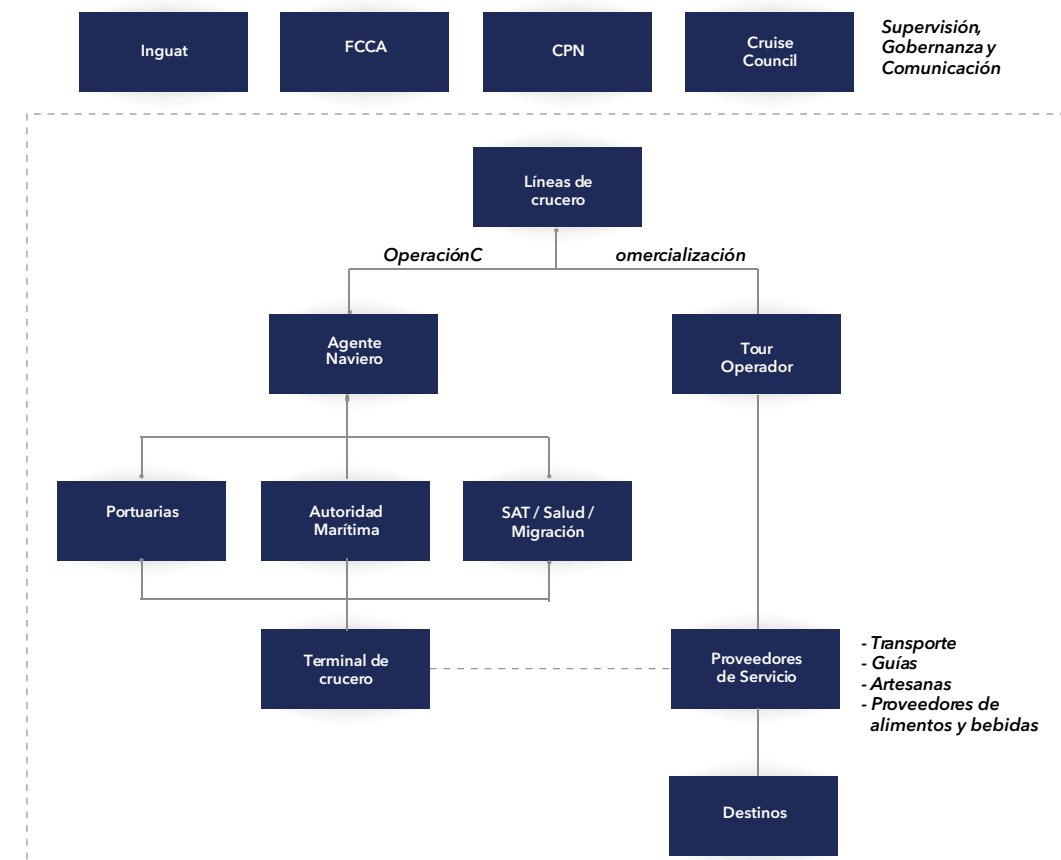 Inguat
FCCA
CPN
Cruise
Council
Supervisión,
Gobernanza y
Comunicación
Líneas de
crucero
OperaciónC
omercialización
Agente
Naviero
Tour
Operador
Portuarias
Autoridad
Marítima
SAT / Salud /
Migración
Terminal de
crucero
Proveedores
de Servicio
- Transporte
- Guías
- Artesanas
- Proveedores de
alimentos y bebidas
Destinos